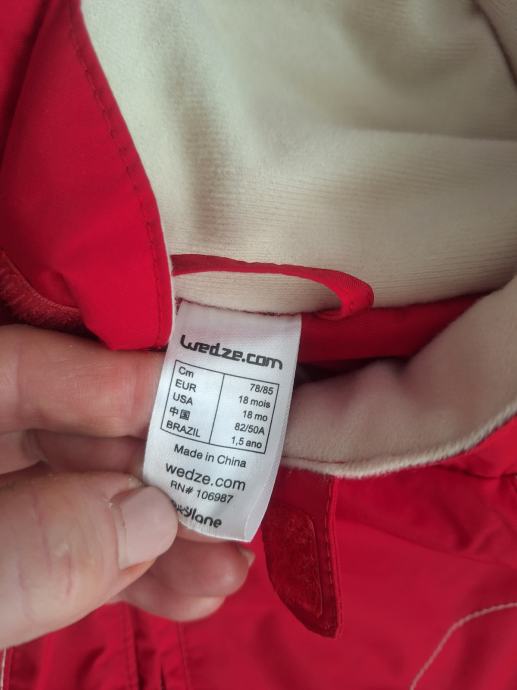 wedze.com
Cm 78/85
EUR 18 mois
USA 18 mo
中国 82/50A
BRAZIL 1,5 ano
Made in China
wedze.com
RN# 106987